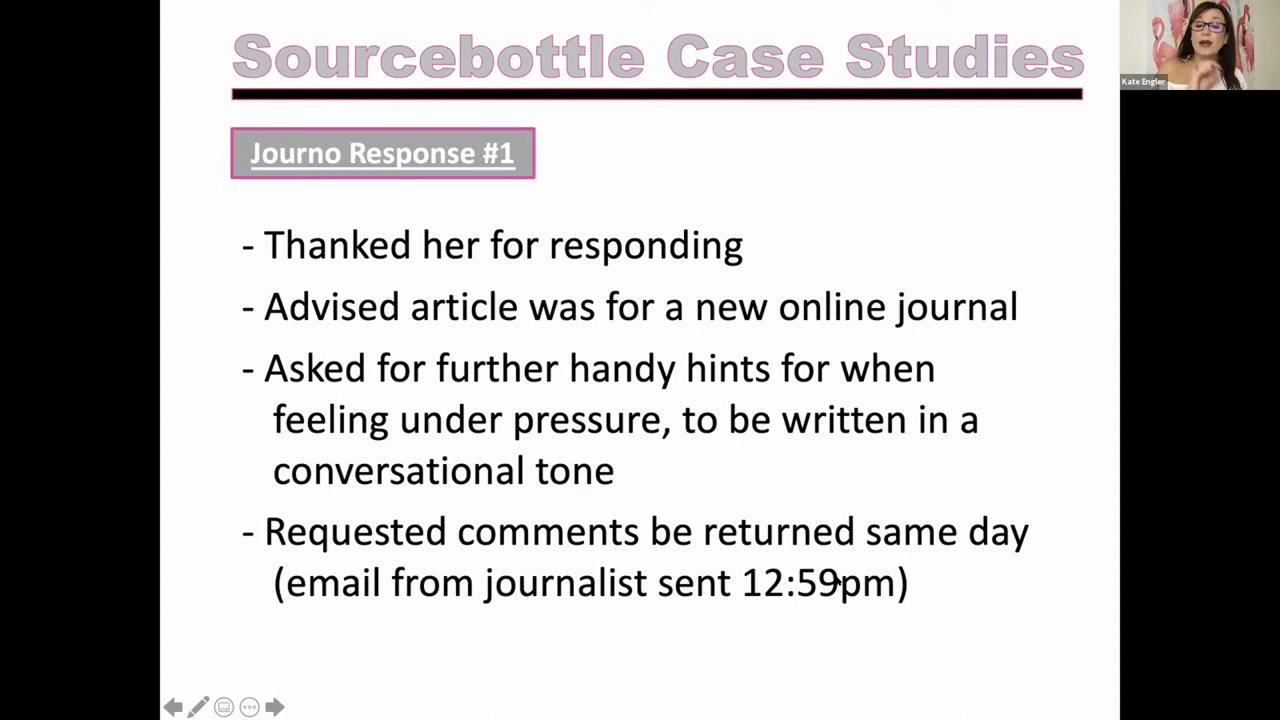 Sourcebottle Case Studies
Kate Engler
Journo Response #1
- Thanked her for responding
- Advised article was for a new online journal
- Asked for further handy hints for when
feeling under pressure, to be written in a
conversational tone
- Requested comments be returned same day
(email from journalist sent 12:59pm)